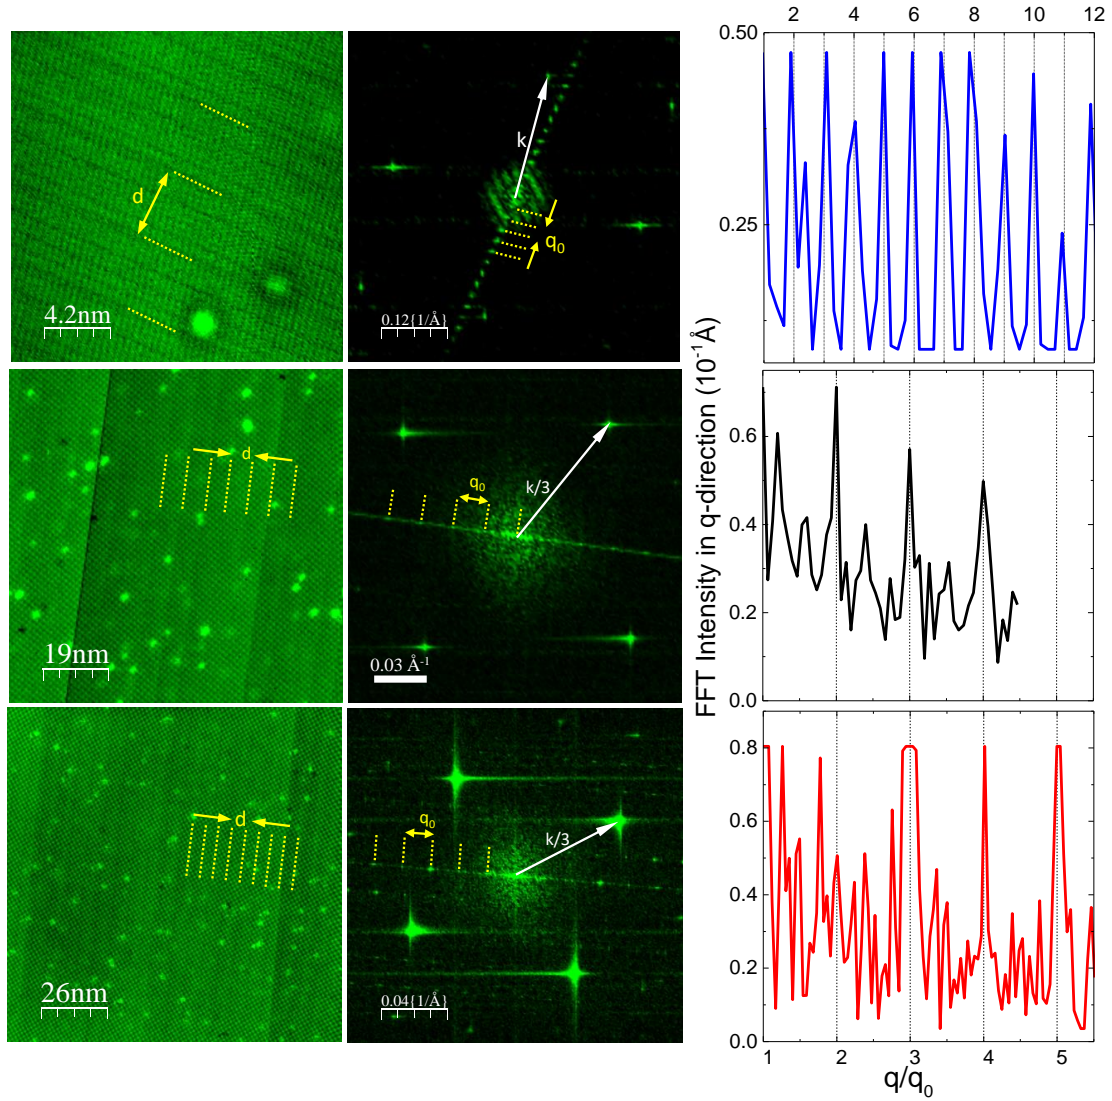 2 4 6 8 10 12
d
4.2nm
k
q0
0.12{1/Å}
0.50
0.25
d
19nm
q0
k/3
0.03 Å-1
0.6
0.4
0.2
0.0
d
26nm
q0
k/3
0.04{1/Å}
0.8
0.6
0.4
0.2
0.0
1 2 3 4 5
q/q0
FFT Intensity in q-direction (10-1Å)